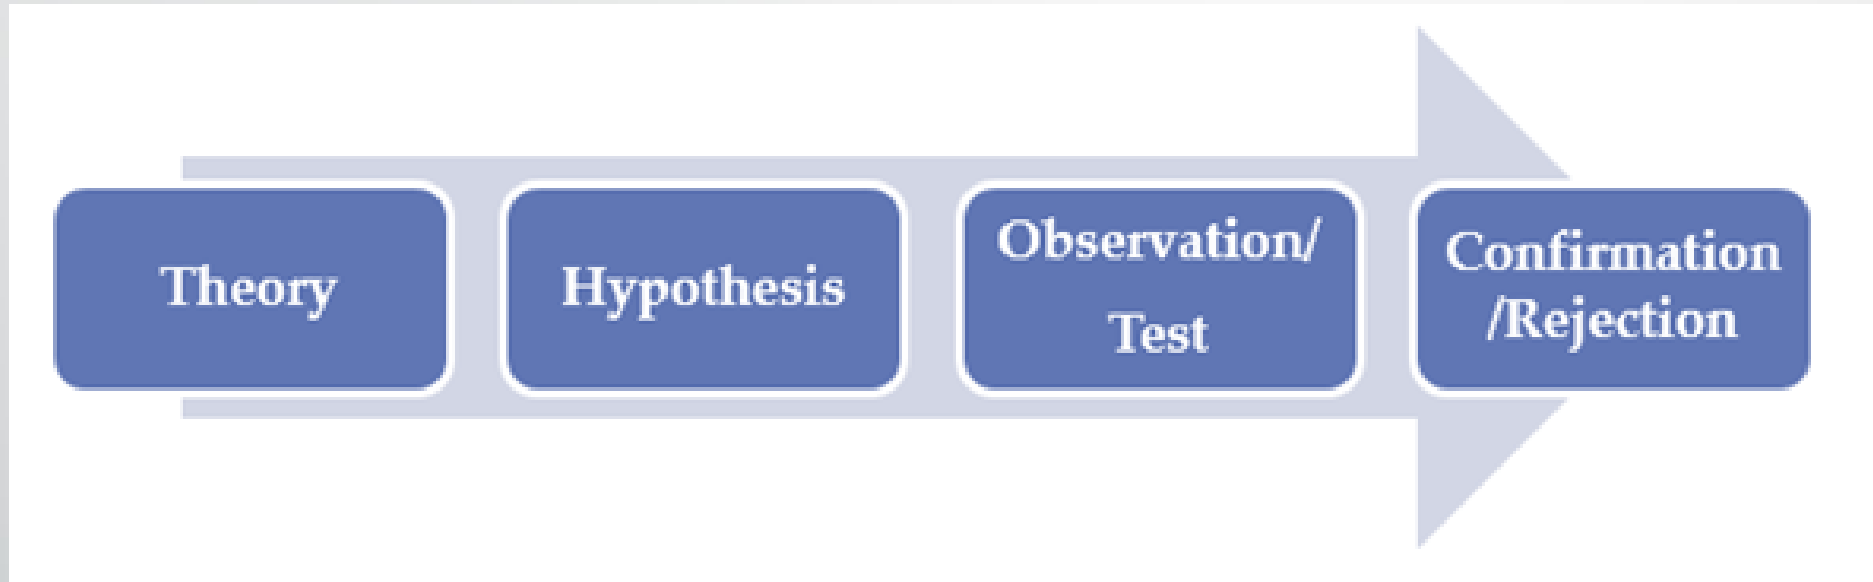 Theory
Hypothesis
Observation/
Test
Confirmation
/Rejection